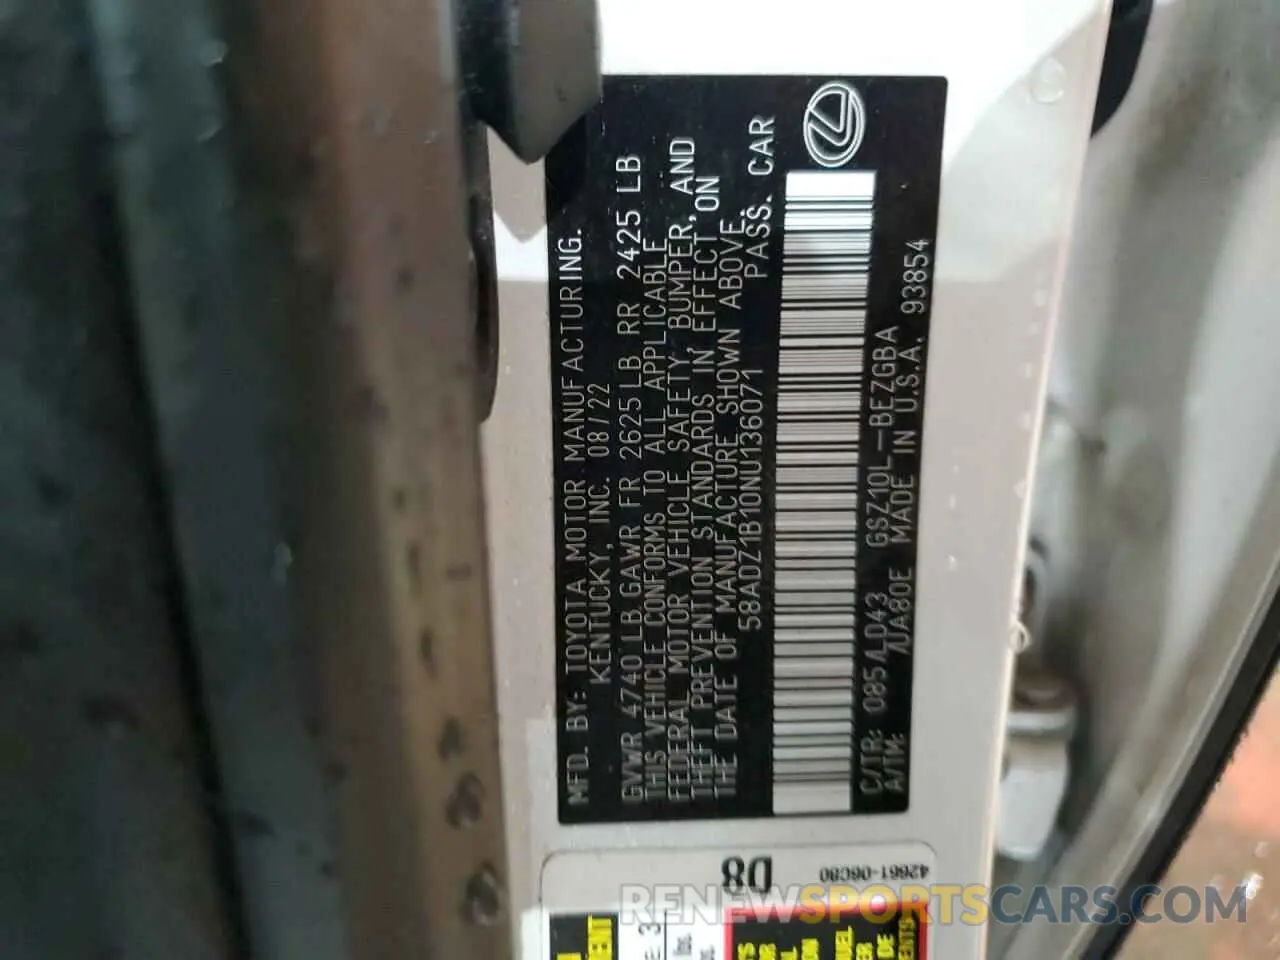 MFD. BY: TOYOTA MOTOR MANUFACTURING.
KENTUCKY, INC. 08/22
GVWR 4740 LB GAWR FR 2625 LB RR 2425 LB
THIS VEHICLE CONFORMS TO ALL APPLICABLE
FEDERAL MOTOR VEHICLE SAFETY, BUMPER, AND
THEFT PREVENTION STANDARDS IN EFFECT ON
THE DATE OF MANUFACTURE SHOWN ABOVE.
58ADZ1B10NU136071 PASS. CAR
C/TR: 085/LD43 GSZ10L-BEZGBA
A/TM: /UA80E MADE IN U.S.A. 93854
D8
42661-06C80
RENEWSPORTSCARS.COM